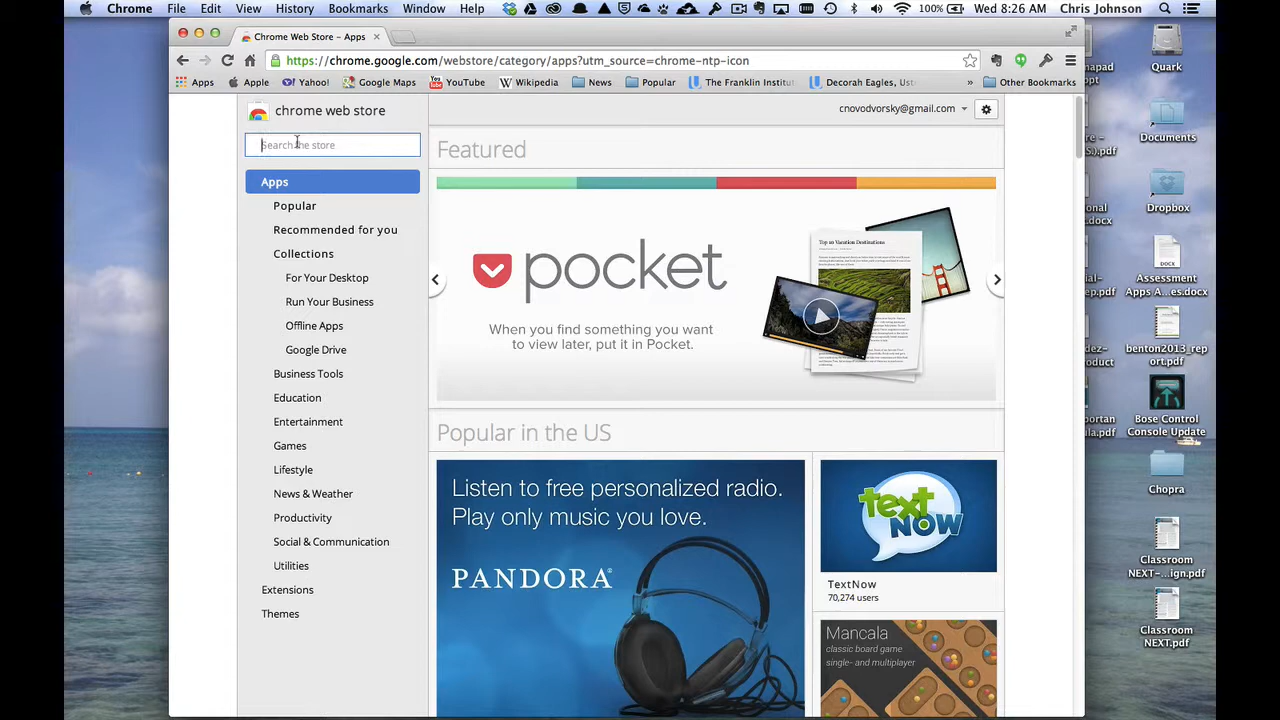 Chrome File Edit View History Bookmarks Window Help 100% Wed 8:26 AM Chris Johnson
Chrome Web Store – Apps
https://chrome.google.com/webstore/category/apps?utm_source=chrome-ntp-icon
Apps Apple Yahoo! Google Maps YouTube Wikipedia News Popular The Franklin Institu Decorah Eagles, Ust » Other Bookmarks
chrome web store
Search the store
Apps
Popular
Recommended for you
Collections
For Your Desktop
Run Your Business
Offline Apps
Google Drive
Business Tools
Education
Entertainment
Games
Lifestyle
News & Weather
Productivity
Social & Communication
Utilities
Extensions
Themes
cnovodvorsky@gmail.com
Featured
pocket
When you find something you want
to view later, put it in Pocket.
Top 10 Vacation Destinations
Popular in the US
Listen to free personalized radio.
Play only music you love.
PANDORA
text
NOW
TextNow
70,274 users
Mancala
classic board game
single- and multiplayer
Quark
Documents
Dropbox
DOCX
Assessment
Apps A...es.docx
benton2013_rep
ort.pdf
Bose Control
Console Update
Chopra
Classroom
NEXT-...ign.pdf
Classroom
NEXT.pdf